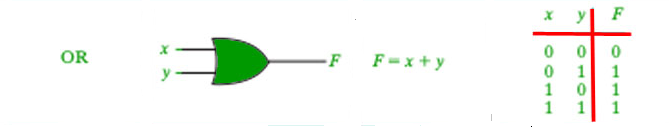 OR
x
y
F
F = x + y
x y F
0 0 0
0 1 1
1 0 1
1 1 1